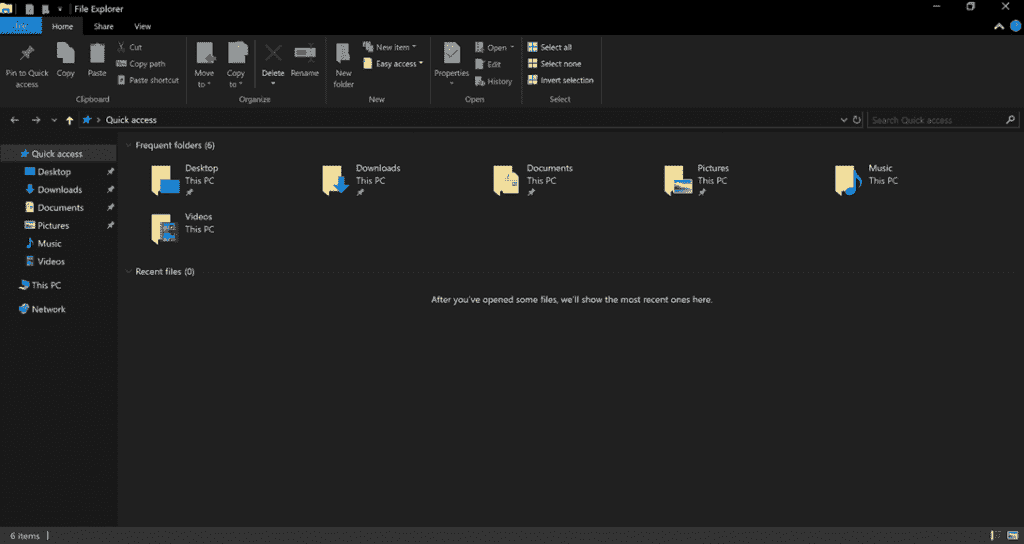 File Explorer
File
Home
Share
View
Pin to Quick
access
Copy
Paste
Cut
Copy path
Paste shortcut
Clipboard
Move
to
Copy
to
Delete
Rename
Organize
New
folder
New item
Easy access
New
Properties
Open
Edit
History
Open
Select all
Select none
Invert selection
Select
Quick access
Search Quick access
Quick access
Desktop
Downloads
Documents
Pictures
Music
Videos
This PC
Network
Frequent folders (6)
Desktop
This PC
Downloads
This PC
Documents
This PC
Pictures
This PC
Music
This PC
Videos
This PC
Recent files (0)
After you've opened some files, we'll show the most recent ones here.
6 items